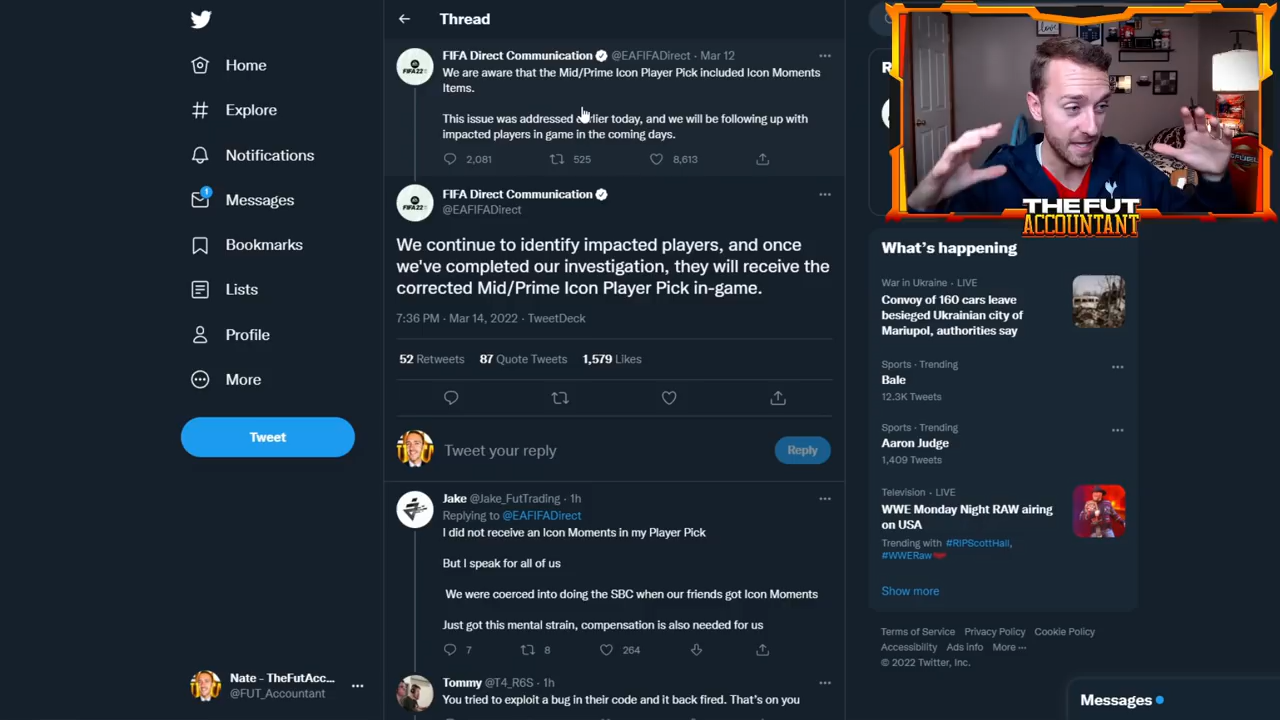 Home
Explore
Notifications
1
Messages
Bookmarks
Lists
Profile
More
Tweet
Nate - TheFutAcc...
@FUT_Accountant
Thread
FIFA Direct Communication @EAFIFADirect · Mar 12
We are aware that the Mid/Prime Icon Player Pick included Icon Moments
Items.
This issue was addressed earlier today, and we will be following up with
impacted players in game in the coming days.
2,081 525 8,613
FIFA Direct Communication
@EAFIFADirect
We continue to identify impacted players, and once
we've completed our investigation, they will receive the
corrected Mid/Prime Icon Player Pick in-game.
7:36 PM · Mar 14, 2022 · TweetDeck
52 Retweets 87 Quote Tweets 1,579 Likes
Tweet your reply
Reply
Jake @Jake_FutTrading · 1h
Replying to @EAFIFADirect
I did not receive an Icon Moments in my Player Pick
But I speak for all of us
We were coerced into doing the SBC when our friends got Icon Moments
Just got this mental strain, compensation is also needed for us
7 8 264
Tommy @T4_R6S · 1h
You tried to exploit a bug in their code and it back fired. That's on you
THE FUT
ACCOUNTANT
What's happening
War in Ukraine · LIVE
Convoy of 160 cars leave
besieged Ukrainian city of
Mariupol, authorities say
Sports · Trending
Bale
12.3K Tweets
Sports · Trending
Aaron Judge
1,409 Tweets
Television · LIVE
WWE Monday Night RAW airing
on USA
Trending with #RIPScottHall,
#WWERaw
Show more
Terms of Service Privacy Policy Cookie Policy
Accessibility Ads info More ...
© 2022 Twitter, Inc.
Messages